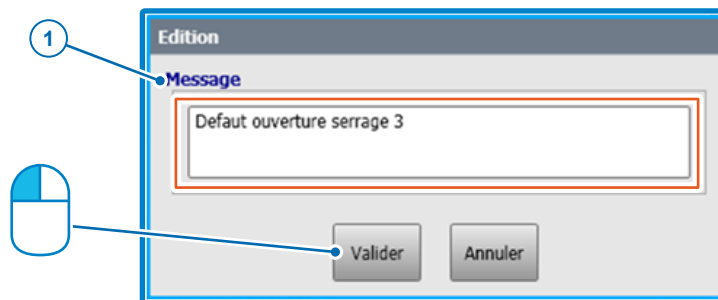 1
Edition
Message
Defaut ouverture serrage 3
Valider
Annuler